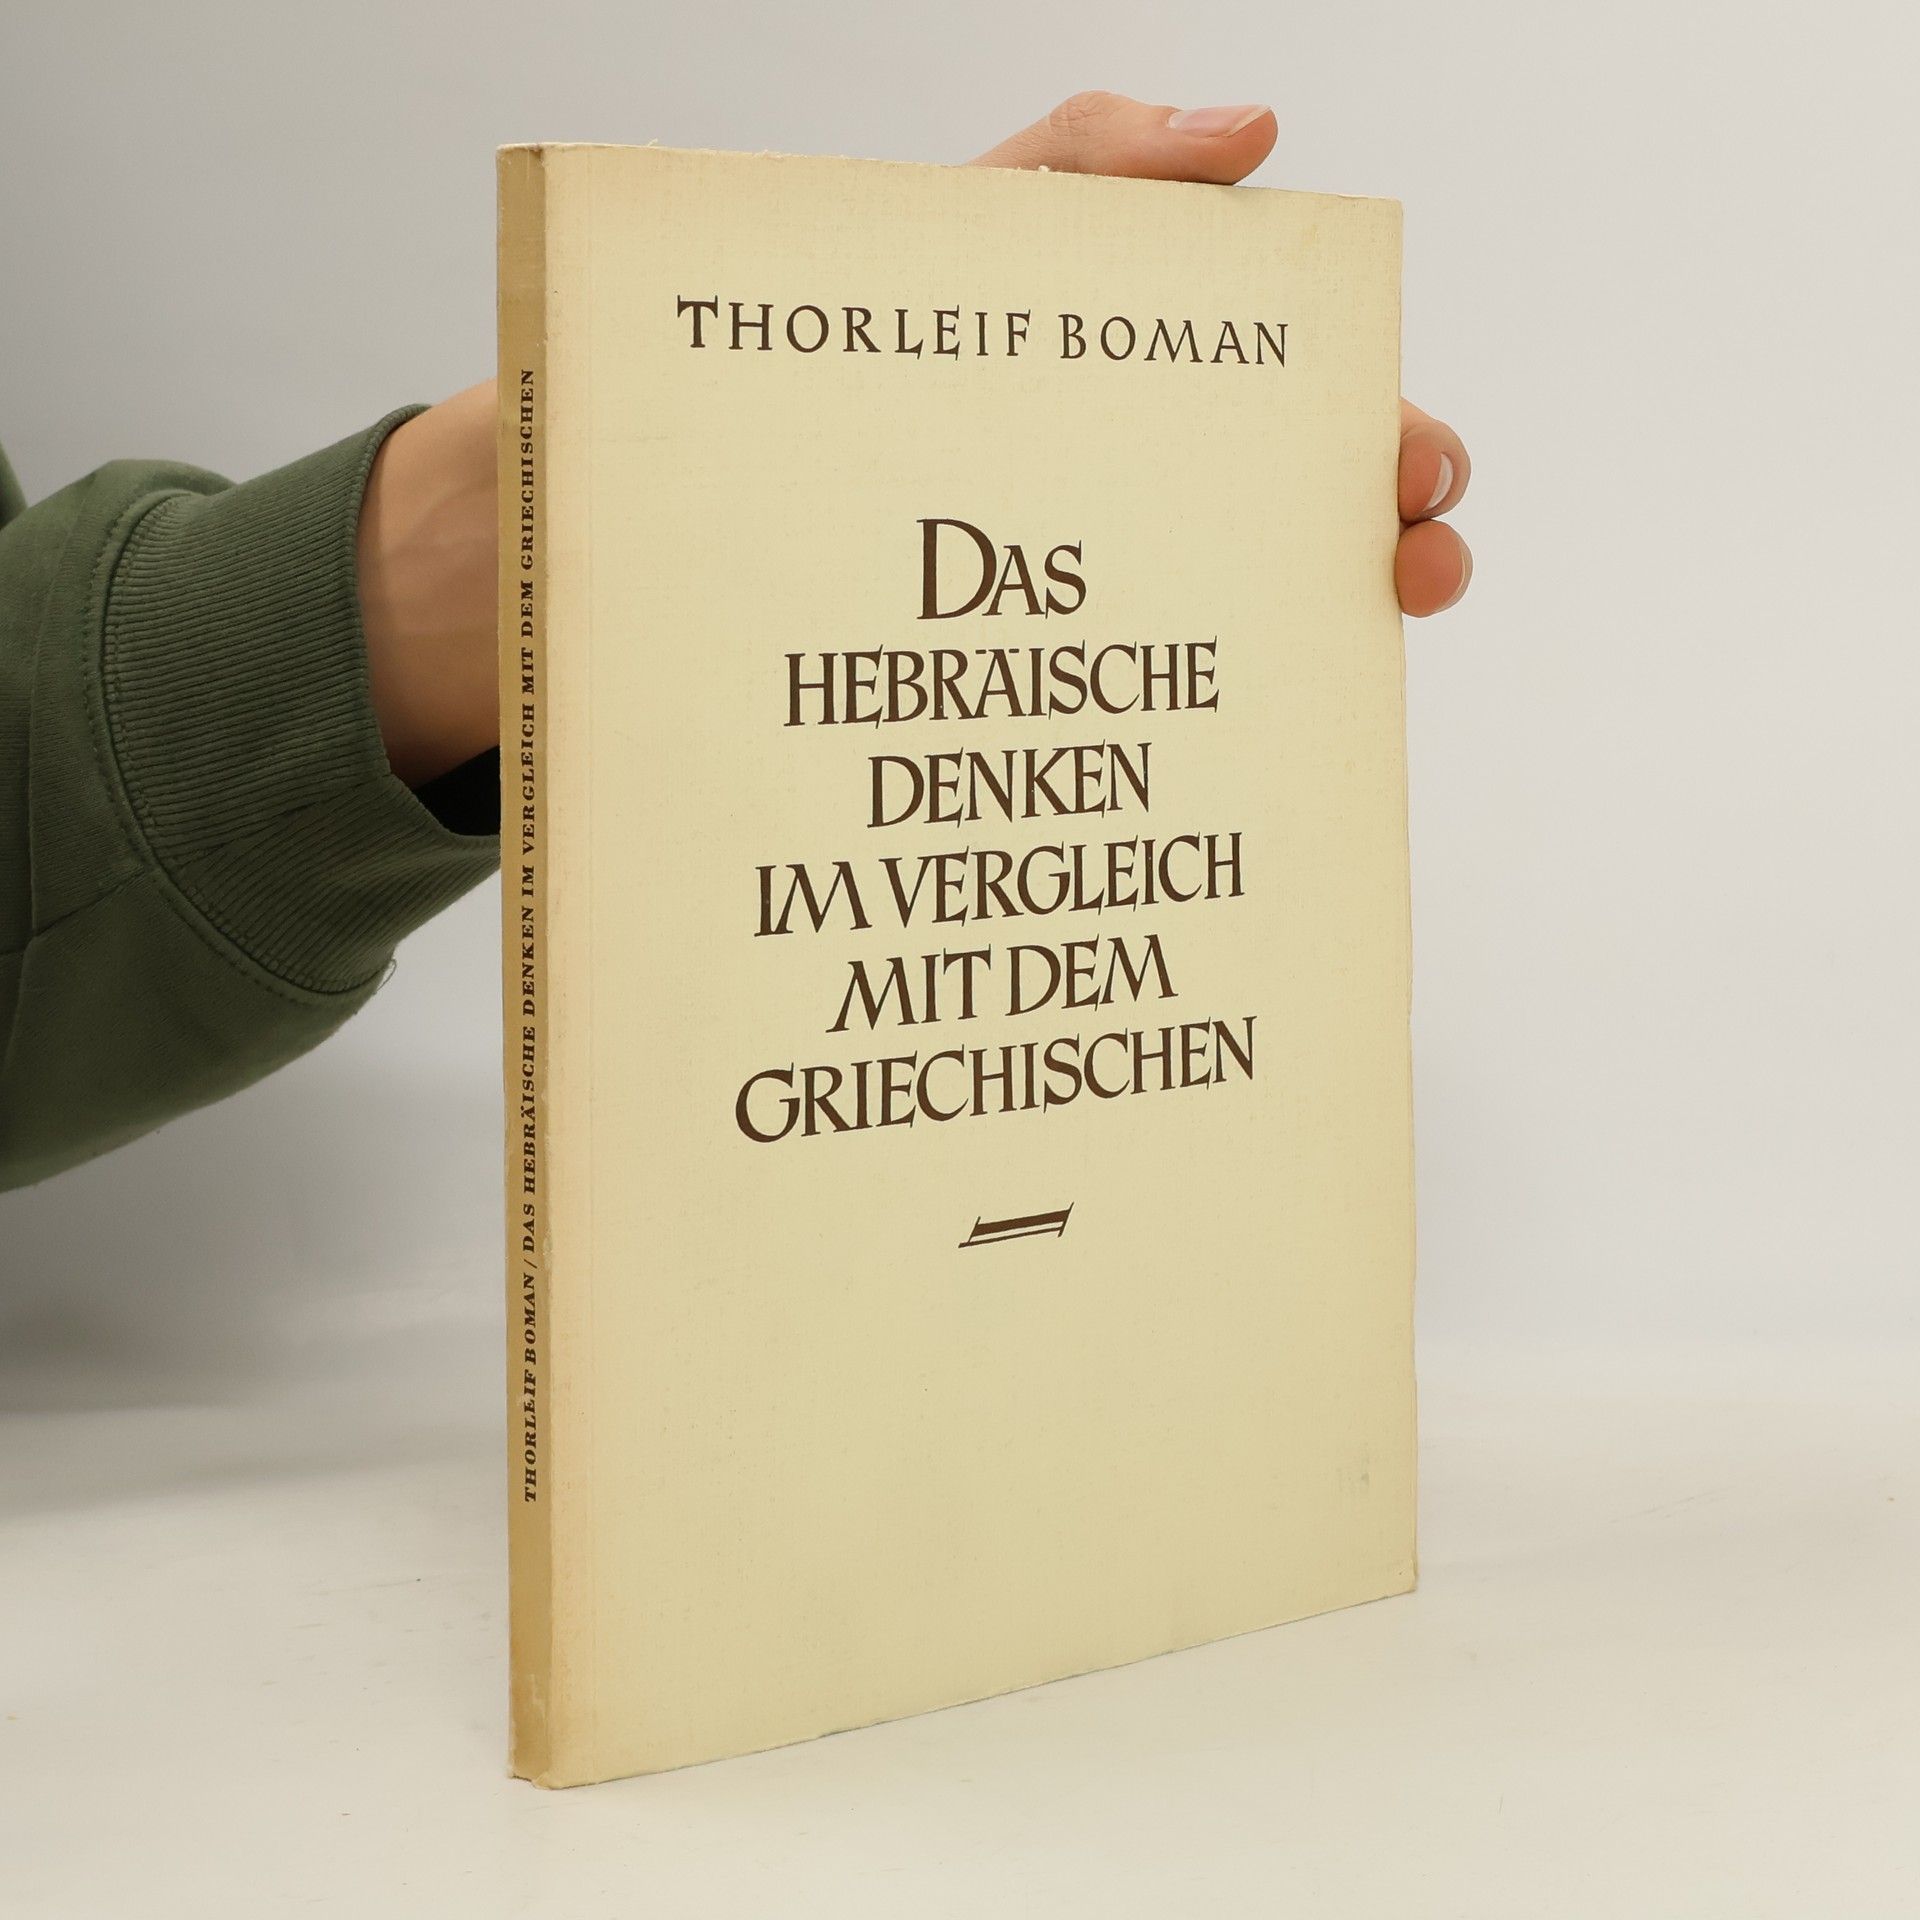 THORLEIF BOMAN
DAS
HEBRÄISCHE
DENKEN
IM VERGLEICH
MIT DEM
GRIECHISCHEN
THORLEIF BOMAN / DAS HEBRÄISCHE DENKEN IM VERGLEICH MIT DEM GRIECHISCHEN